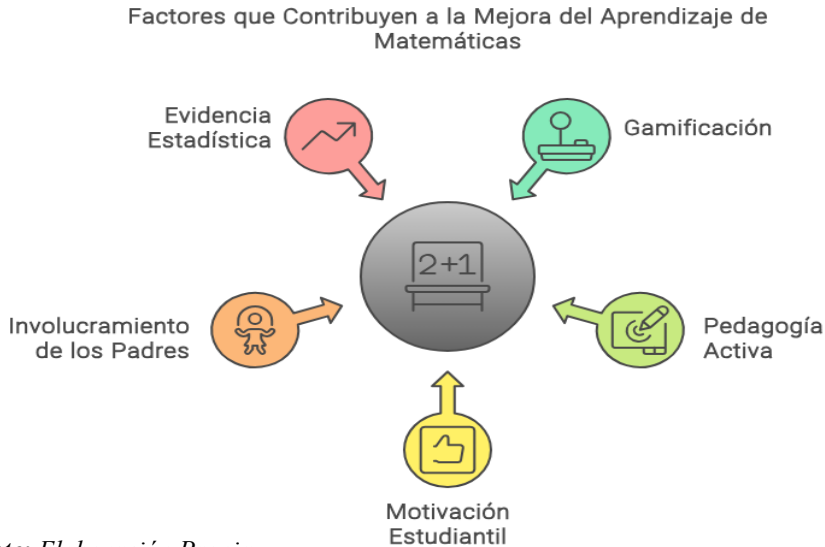 Factores que Contribuyen a la Mejora del Aprendizaje de
Matemáticas
Evidencia
Estadística
Gamificación
2+1
Involucramiento
de los Padres
Pedagogía
Activa
Motivación
Estudiantil